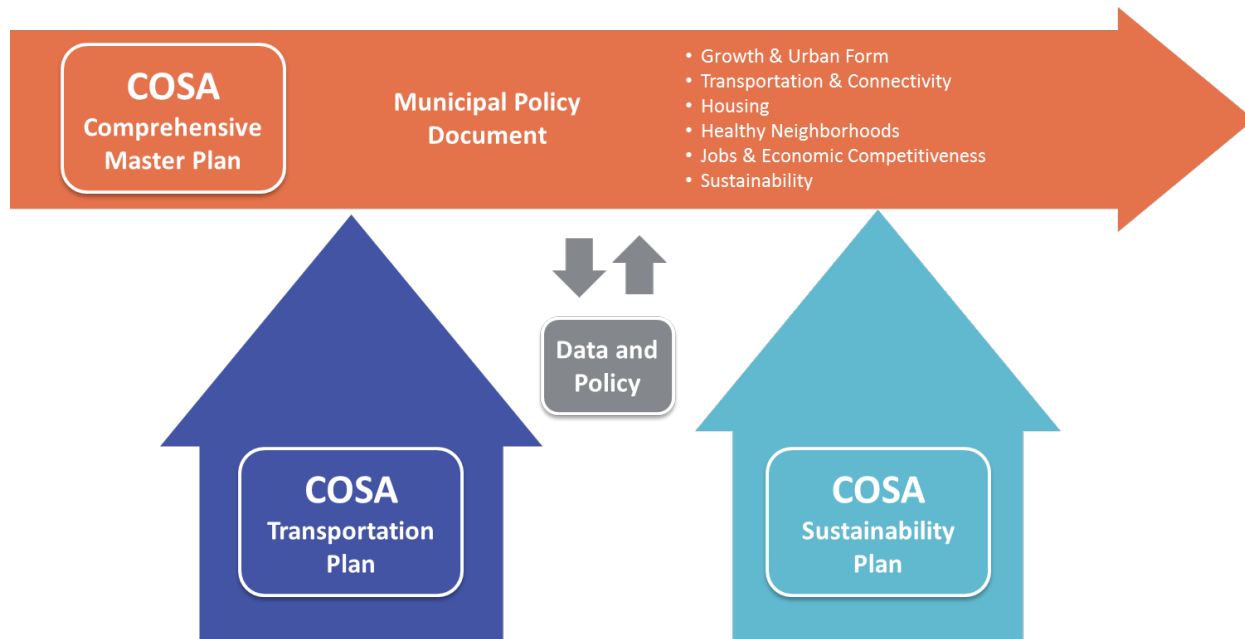 COSA
Comprehensive
Master Plan
Municipal Policy
Document
• Growth & Urban Form
• Transportation & Connectivity
• Housing
• Healthy Neighborhoods
• Jobs & Economic Competitiveness
• Sustainability
Data and
Policy
COSA
Transportation
Plan
COSA
Sustainability
Plan